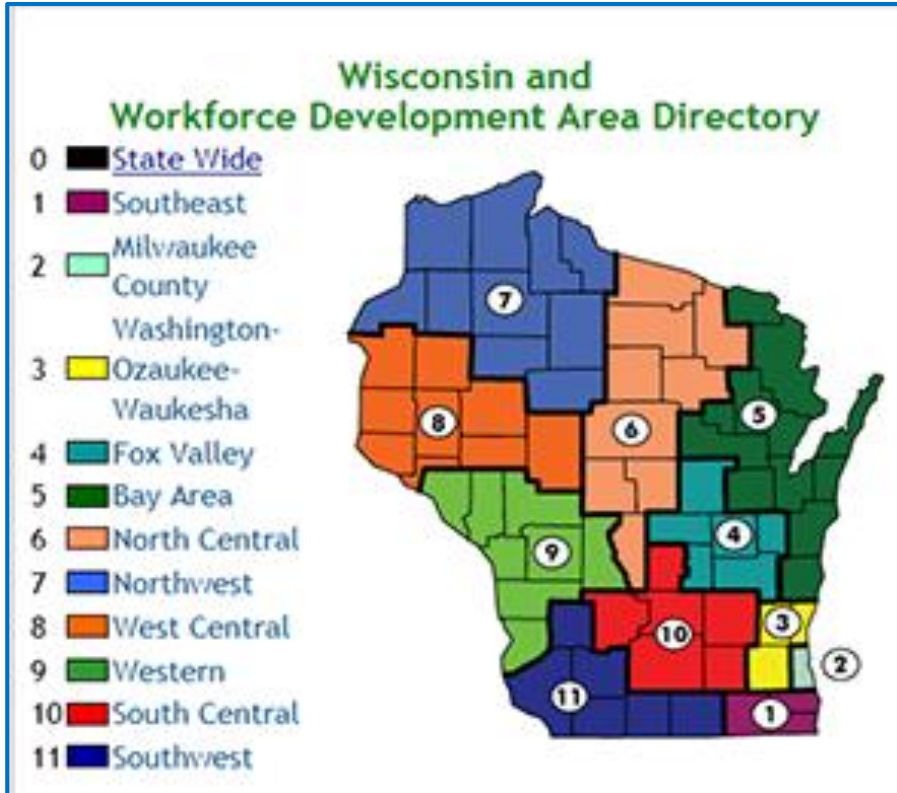 Wisconsin and
Workforce Development Area Directory
0 State Wide
1 Southeast
2 Milwaukee
County
3 Washington-
Ozaukee-
Waukesha
4 Fox Valley
5 Bay Area
6 North Central
7 Northwest
8 West Central
9 Western
10 South Central
11 Southwest
7
8
6
5
9
4
10
3
2
11
1